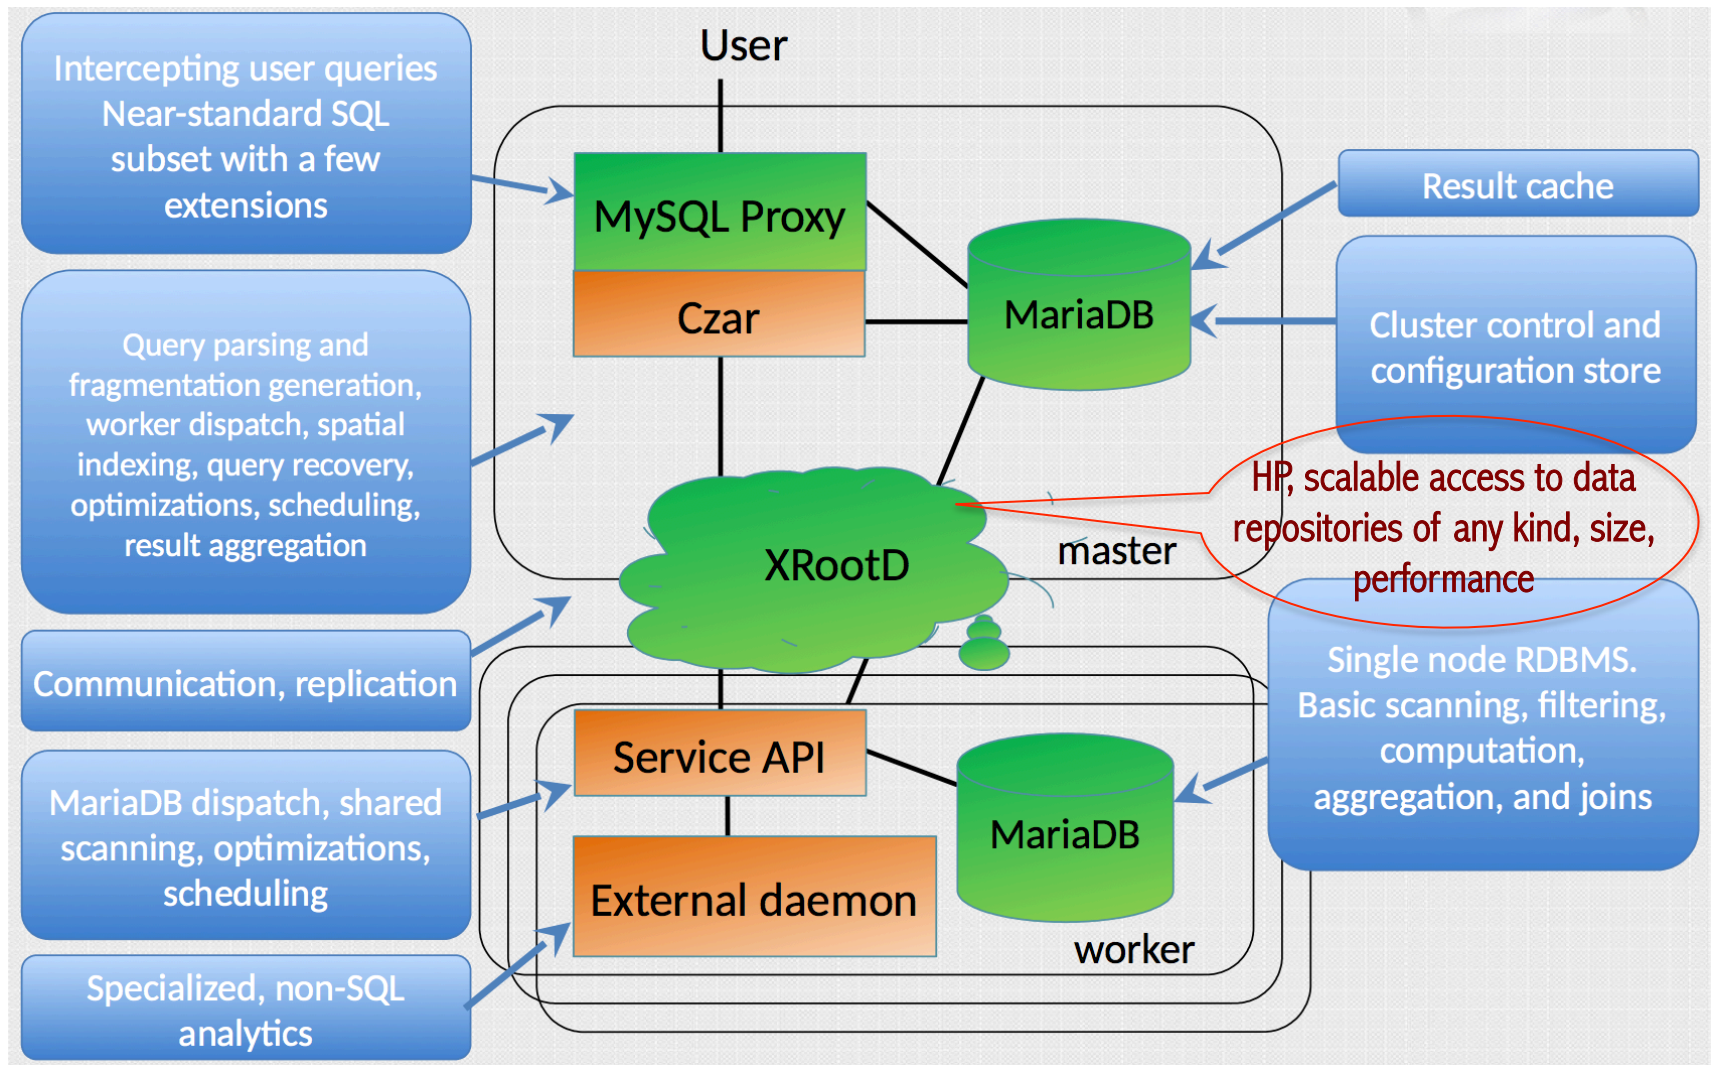 User
Intercepting user queries
Near-standard SQL
subset with a few
extensions
MySQL Proxy
Czar
MariaDB
Result cache
Cluster control and
configuration store
Query parsing and
fragmentation generation,
worker dispatch, spatial
indexing, query recovery,
optimizations, scheduling,
result aggregation
HP, scalable access to data
repositories of any kind, size,
performance
XRootD
master
Communication, replication
Single node RDBMS.
Basic scanning, filtering,
computation,
aggregation, and joins
Service API
MariaDB dispatch, shared
scanning, optimizations,
scheduling
MariaDB
External daemon
worker
Specialized, non-SQL
analytics